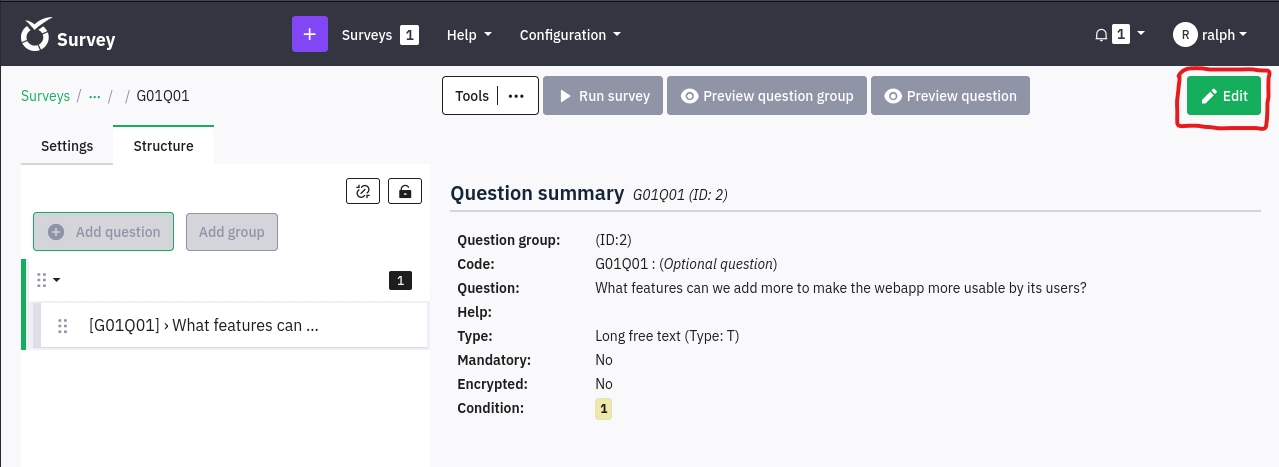 Survey + Surveys 1 Help Configuration 1 R ralph
Surveys / ... / / G01Q01 Tools ... Run survey Preview question group Preview question Edit
Settings Structure
Question summary G01Q01 (ID: 2)
Add question Add group
Question group: (ID:2)
Code: G01Q01 : (Optional question)
1
Question: What features can we add more to make the webapp more usable by its users?
Help:
[G01Q01] › What features can ...
Type: Long free text (Type: T)
Mandatory: No
Encrypted: No
Condition: 1